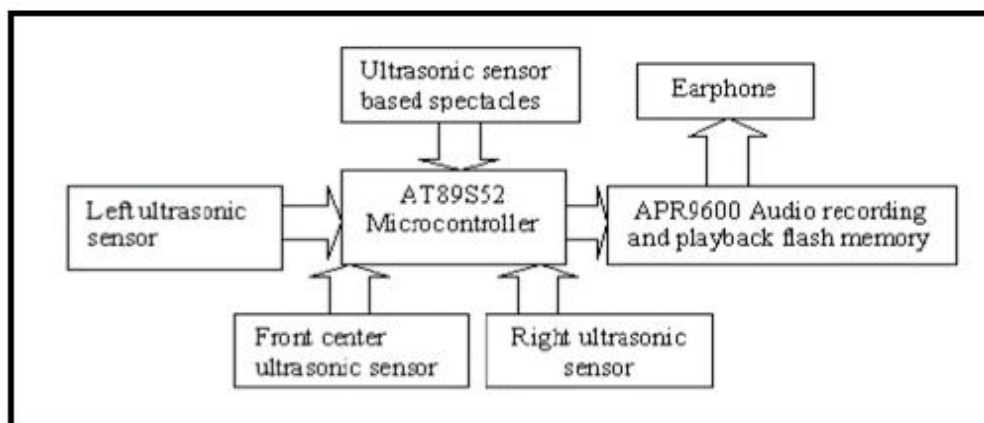 Ultrasonic sensor
based spectacles
Earphone
AT89S52
Microcontroller
Left ultrasonic
sensor
APR9600 Audio recording
and playback flash memory
Front center
ultrasonic sensor
Right ultrasonic
sensor